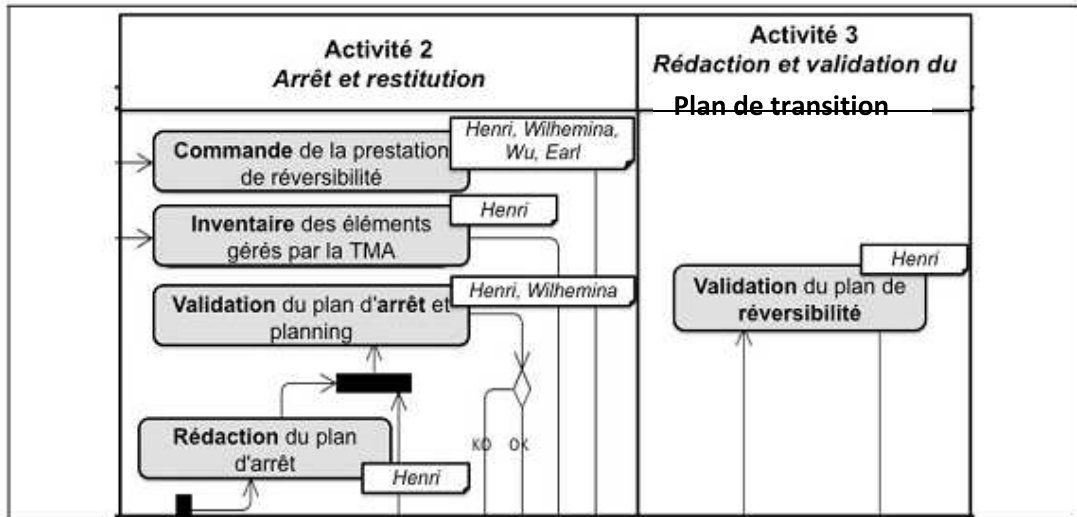 Activité 2
Arrêt et restitution
Activité 3
Rédaction et validation du
Plan de transition
Commande de la prestation
de réversibilité
Henri, Wilhemina,
Wu, Earl
Inventaire des éléments
gérés par la TMA
Henri
Validation du plan d'arrêt et
planning
Henri, Wilhemina
Validation du plan de
réversibilité
Henri
Rédaction du plan
d'arrêt
Henri
KO
OK